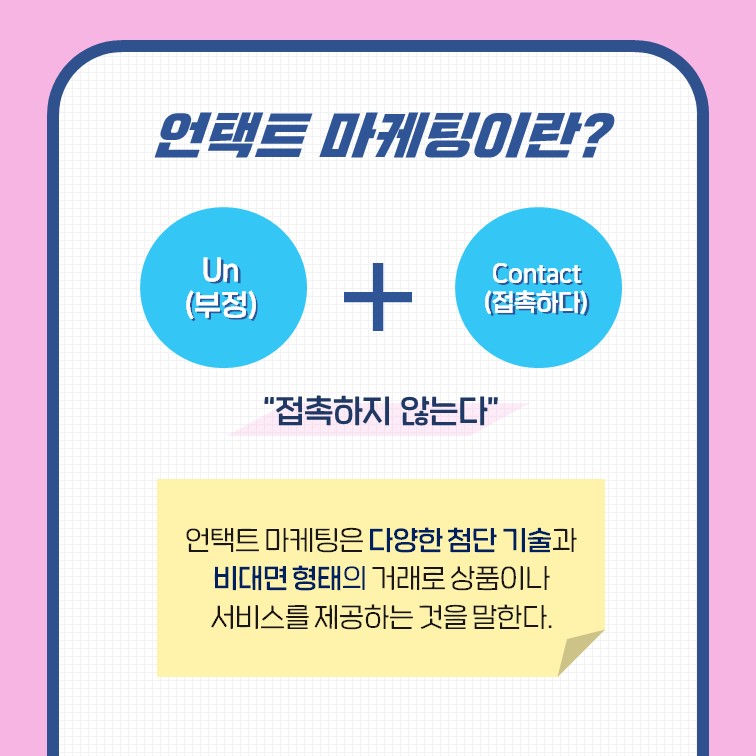 언택트 마케팅이란?
Un
(부정)
+
Contact
(접촉하다)
"접촉하지 않는다"
언택트 마케팅은 다양한 첨단 기술과
비대면 형태의 거래로 상품이나
서비스를 제공하는 것을 말한다.